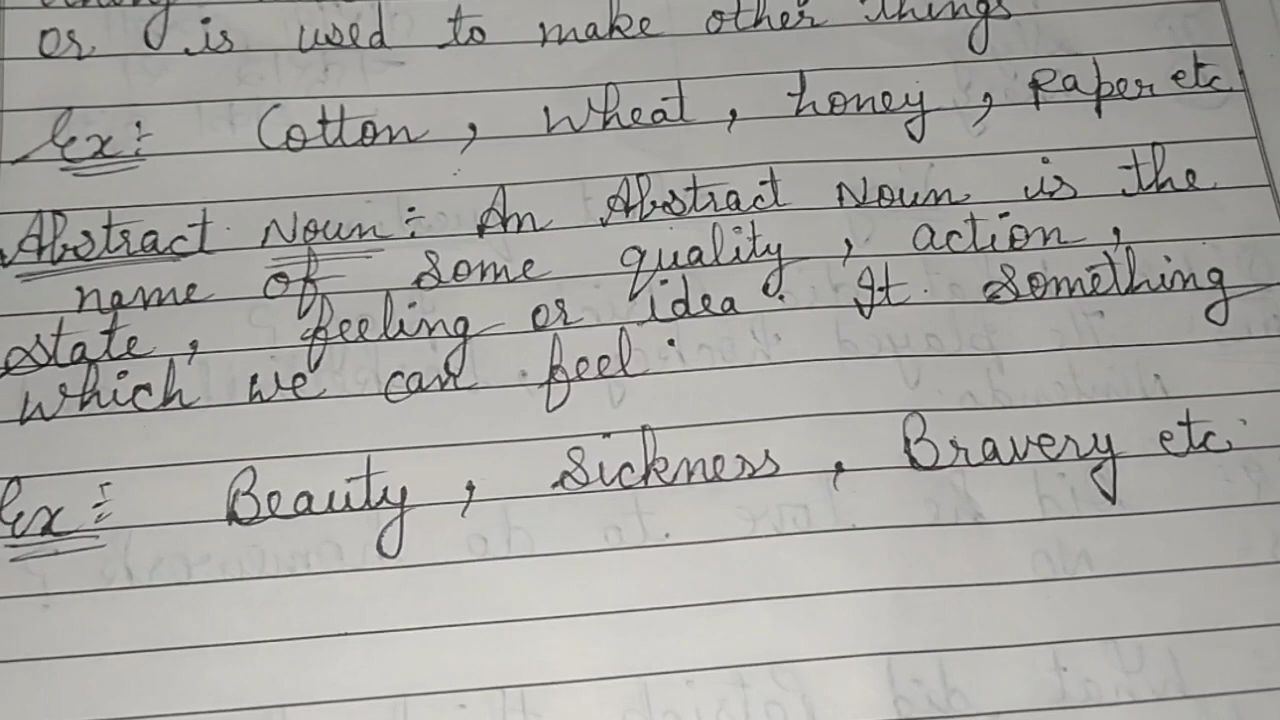 or is used to make other things
Ex:- Cotton, Wheat, honey, Paper etc
Abstract Noun:- An Abstract Noun is the
name of some quality, action,
state, feeling or idea. It something
which we can feel.
Ex:- Beauty, Sickness, Bravery etc.